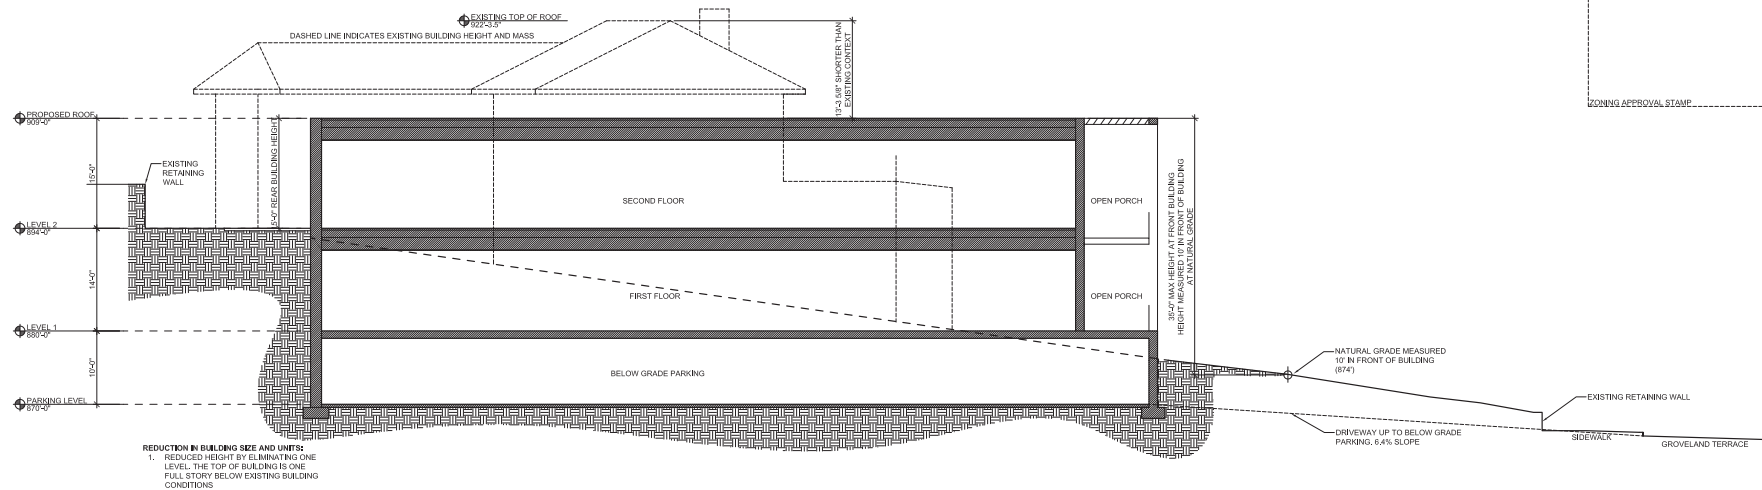 EXISTING TOP OF ROOF
922'-3.5"
DASHED LINE INDICATES EXISTING BUILDING HEIGHT AND MASS
13'-3 5/8" SHORTER THAN
EXISTING CONTEXT
ZONING APPROVAL STAMP
PROPOSED ROOF
909'-0"
EXISTING
RETAINING
WALL
15'-0"
15'-0" REAR BUILDING HEIGHT
SECOND FLOOR
OPEN PORCH
35'-0" MAX HEIGHT AT FRONT BUILDING
HEIGHT MEASURED 10' IN FRONT OF BUILDING
AT NATURAL GRADE
LEVEL 2
894'-0"
14'-0"
FIRST FLOOR
OPEN PORCH
LEVEL 1
880'-0"
10'-0"
BELOW GRADE PARKING
NATURAL GRADE MEASURED
10' IN FRONT OF BUILDING
(874')
PARKING LEVEL
870'-0"
EXISTING RETAINING WALL
DRIVEWAY UP TO BELOW GRADE
PARKING, 6.4% SLOPE
SIDEWALK
GROVELAND TERRACE
REDUCTION IN BUILDING SIZE AND UNITS:
1. REDUCED HEIGHT BY ELIMINATING ONE
LEVEL. THE TOP OF BUILDING IS ONE
FULL STORY BELOW EXISTING BUILDING
CONDITIONS